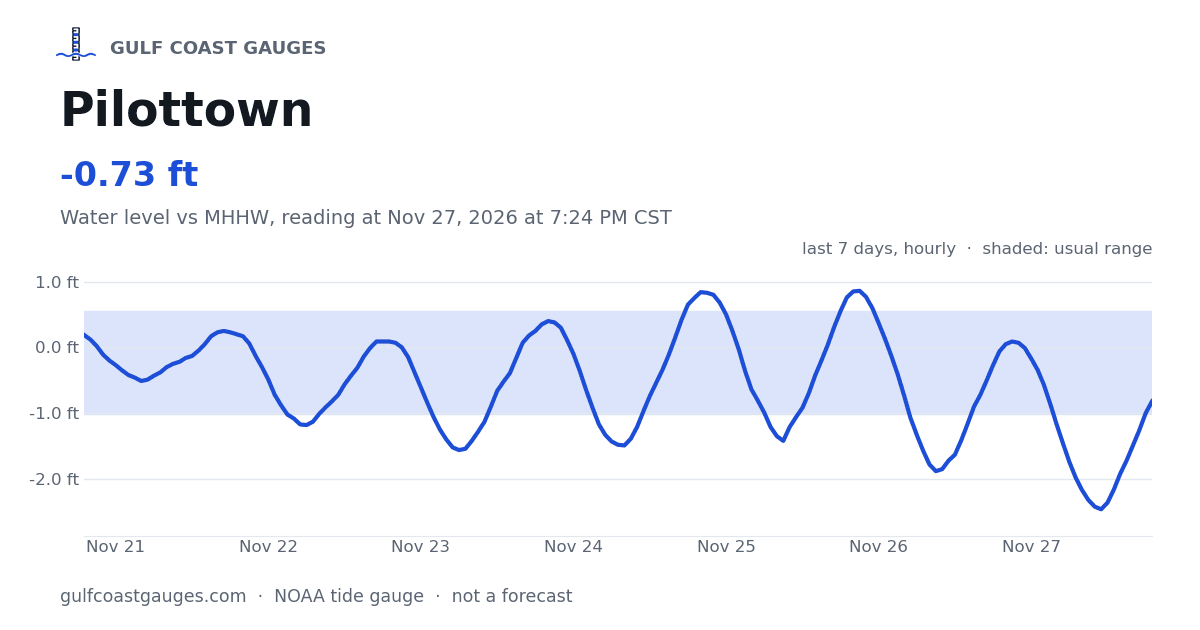 GULF COAST GAUGES
Pilottown
-0.73 ft
Water level vs MHHW, reading at Nov 27, 2026 at 7:24 PM CST
last 7 days, hourly · shaded: usual range
1.0 ft
0.0 ft
-1.0 ft
-2.0 ft
Nov 21 Nov 22 Nov 23 Nov 24 Nov 25 Nov 26 Nov 27
gulfcoastgauges.com · NOAA tide gauge · not a forecast